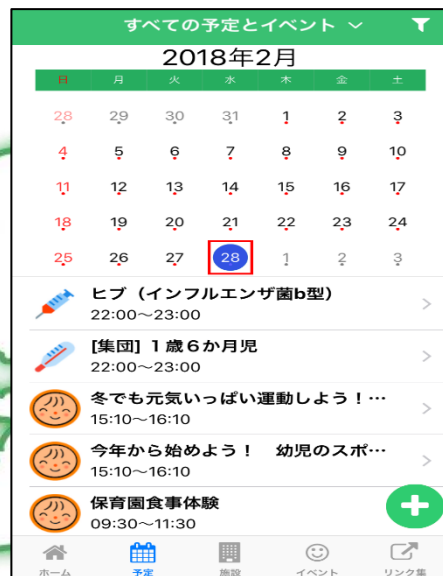 すべての予定とイベント
2018年2月
日 月 火 水 木 金 土
28 29 30 31 1 2 3
4 5 6 7 8 9 10
11 12 13 14 15 16 17
18 19 20 21 22 23 24
25 26 27 28 1 2 3
ヒブ（インフルエンザ菌b型）
22:00～23:00
[集団] 1歳6か月児
22:00～23:00
冬でも元気いっぱい運動しよう！…
15:10～16:10
今年から始めよう！　幼児のスポ…
15:10～16:10
保育園食事体験
09:30～11:30
ホーム 予定 施設 イベント リンク集